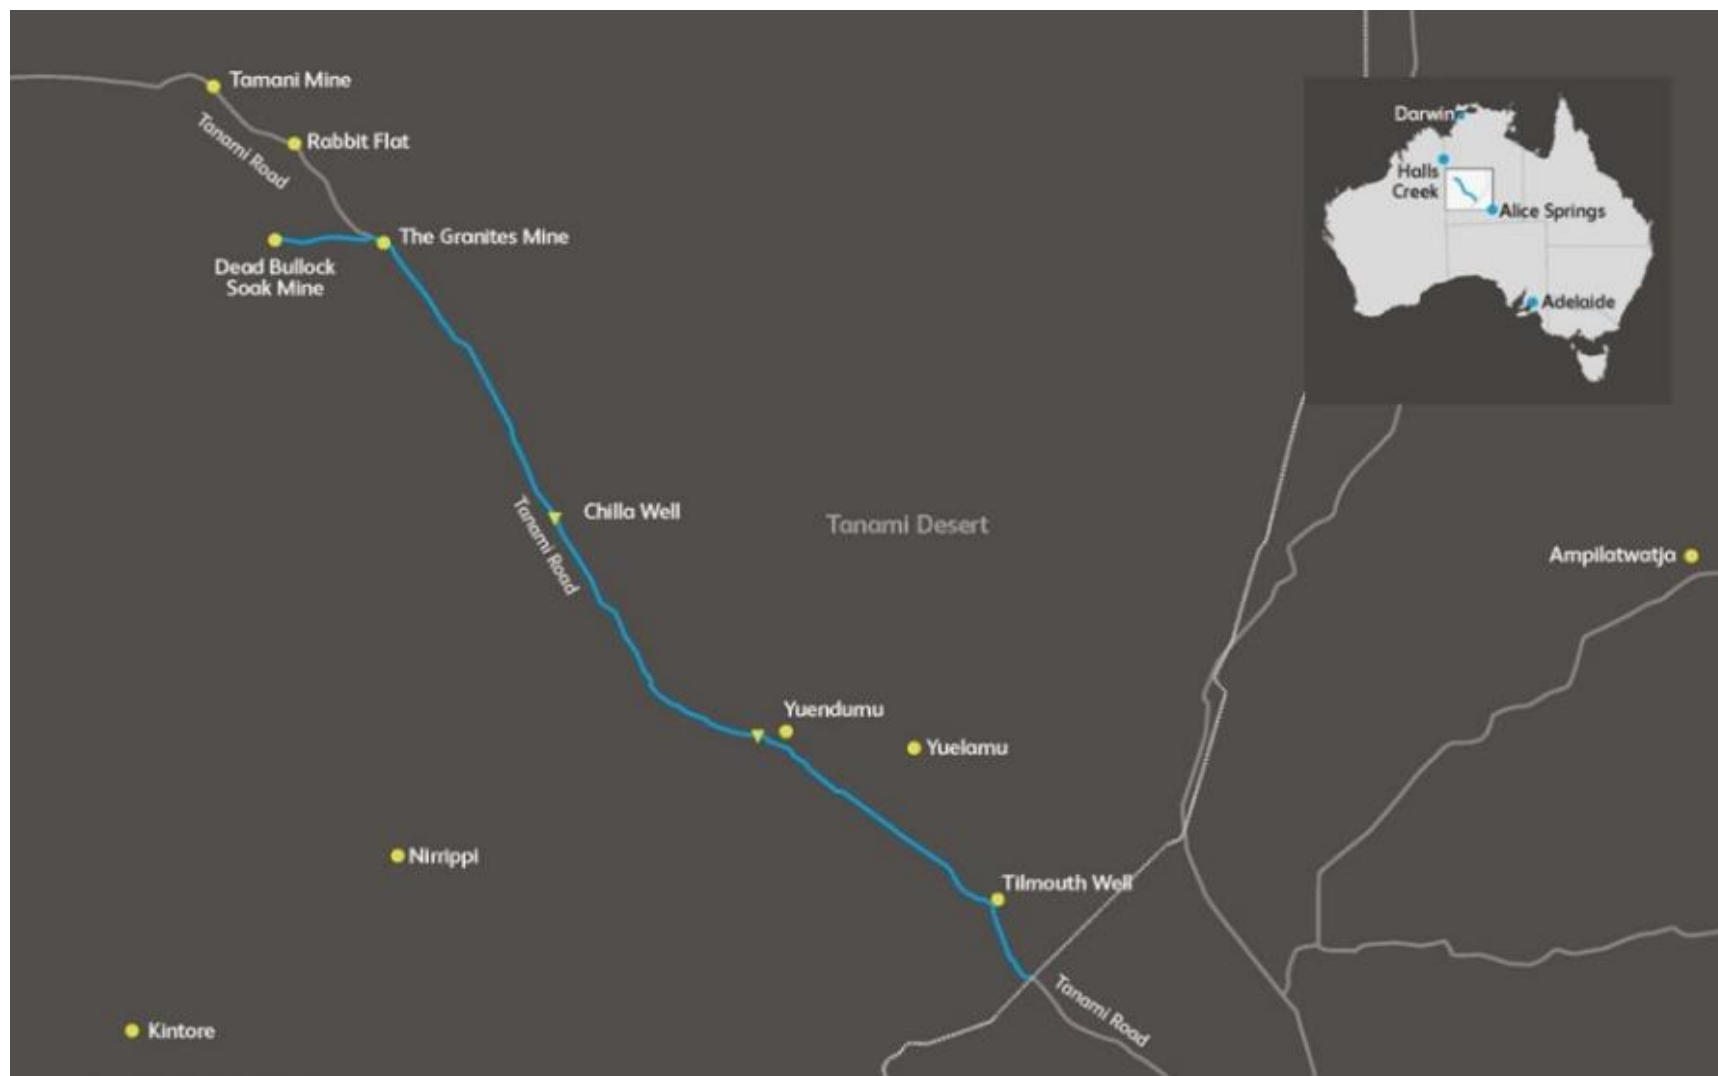 Tamani Mine
Tanami Road
Rabbit Flat
The Granites Mine
Dead Bullock
Soak Mine
Darwin
Halls
Creek
Alice Springs
Adelaide
Chilla Well
Tanami Road
Tanami Desert
Ampilatwatja
Yuendumu
Yuelamu
Nirrippi
Tilmouth Well
Tanami Road
Kintore